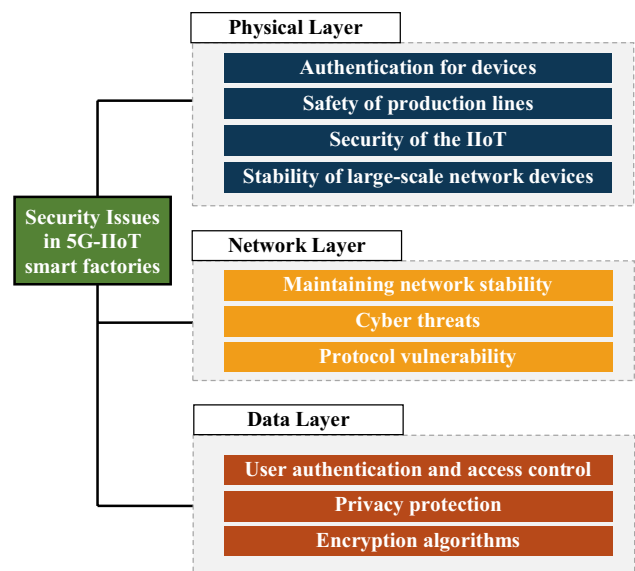 Physical Layer
Authentication for devices
Safety of production lines
Security of the IIoT
Stability of large-scale network devices
Security Issues
in 5G-IIoT
smart factories
Network Layer
Maintaining network stability
Cyber threats
Protocol vulnerability
Data Layer
User authentication and access control
Privacy protection
Encryption algorithms